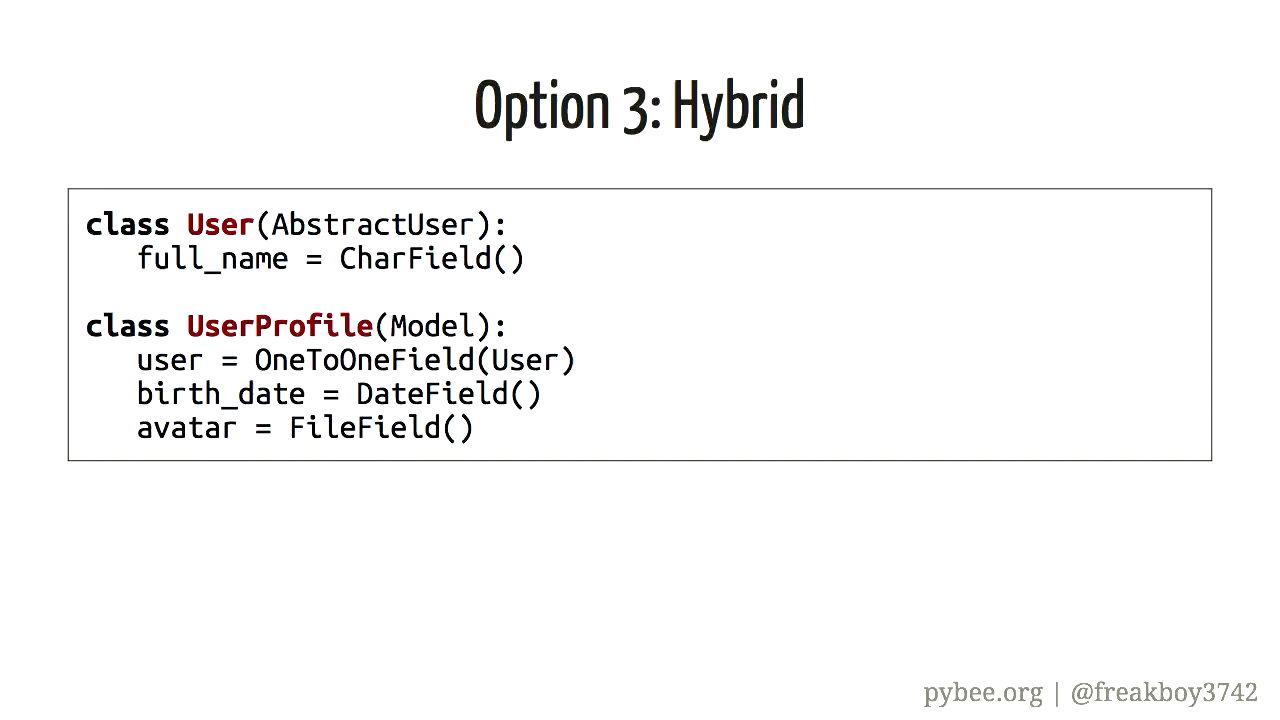 Option 3: Hybrid
class User(AbstractUser):
full_name = CharField()
class UserProfile(Model):
user = OneToOneField(User)
birth_date = DateField()
avatar = FileField()
pybee.org | @freakboy3742